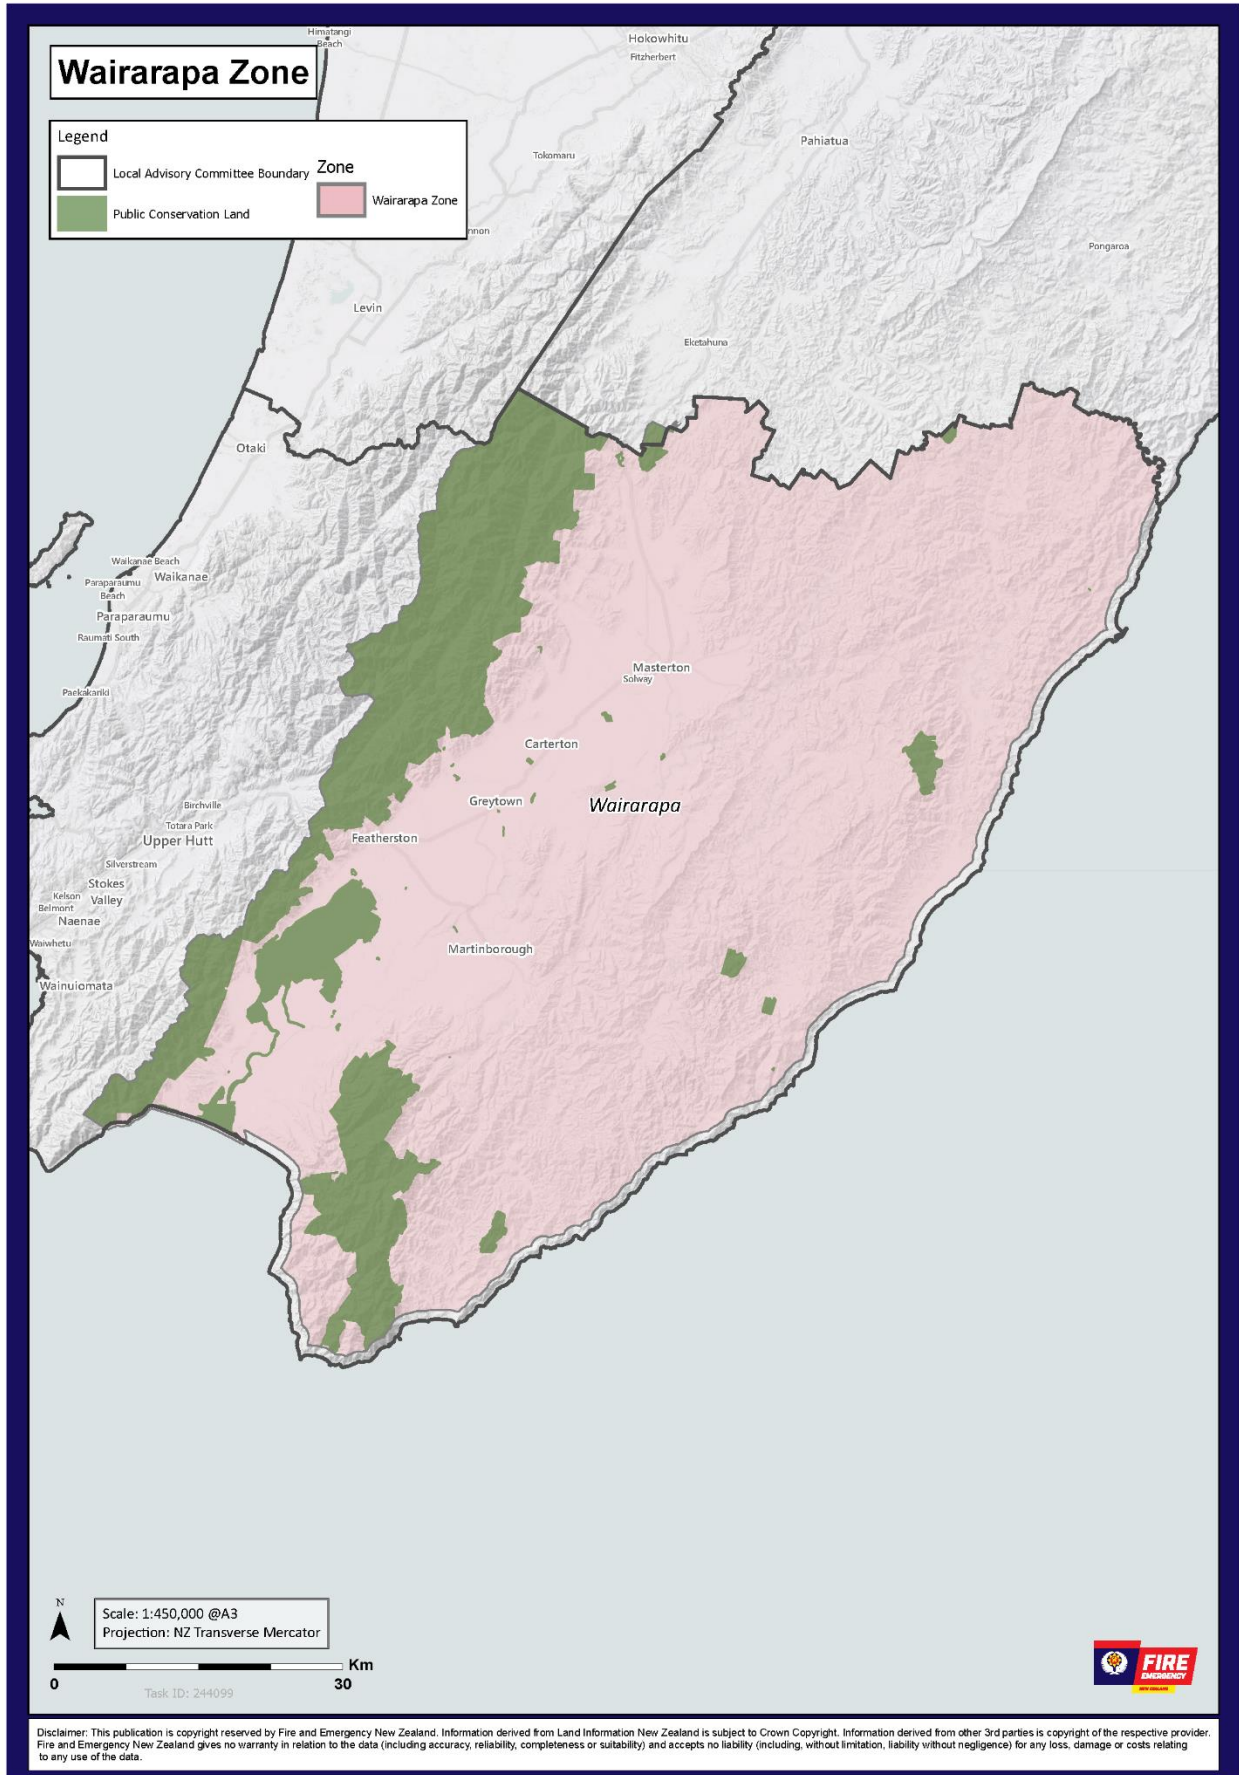 Wairarapa Zone
Legend
Local Advisory Committee Boundary
Public Conservation Land
Zone
Wairarapa Zone
Himatangi
Beach
Hokowhitu
Fitzherbert
Pahiatua
Tokomaru
nnon
Pongaroa
Levin
Eketahuna
Otaki
Waikanae Beach
Waikanae
Paraparaumu
Beach
Paraparaumu
Raumati South
Masterton
Solway
Paekakariki
Carterton
Greytown
Wairarapa
Birchville
Totara Park
Upper Hutt
Featherston
Silverstream
Stokes
Valley
Kelson
Belmont
Naenae
Waiwhetu
Martinborough
Wainuiomata
N
Scale: 1:450,000 @A3
Projection: NZ Transverse Mercator
Km
0
30
Task ID: 244099
FIRE
EMERGENCY
NEW ZEALAND
Disclaimer: This publication is copyright reserved by Fire and Emergency New Zealand. Information derived from Land Information New Zealand is subject to Crown Copyright. Information derived from other 3rd parties is copyright of the respective provider.
Fire and Emergency New Zealand gives no warranty in relation to the data (including accuracy, reliability, completeness or suitability) and accepts no liability (including, without limitation, liability without negligence) for any loss, damage or costs relating
to any use of the data.